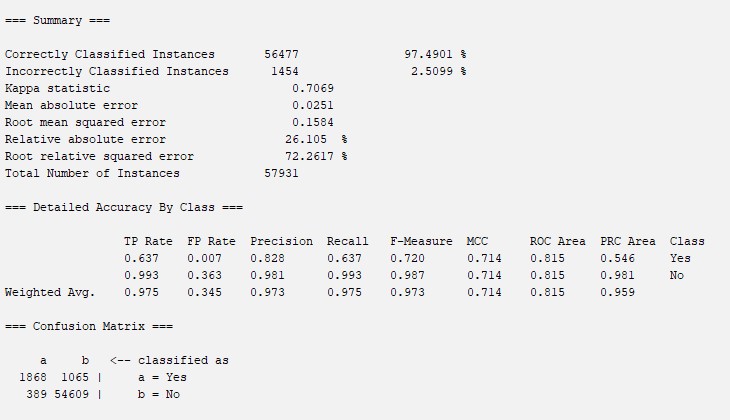 === Summary ===
Correctly Classified Instances 56477 97.4901 %
Incorrectly Classified Instances 1454 2.5099 %
Kappa statistic 0.7069
Mean absolute error 0.0251
Root mean squared error 0.1584
Relative absolute error 26.105 %
Root relative squared error 72.2617 %
Total Number of Instances 57931
=== Detailed Accuracy By Class ===
TP Rate FP Rate Precision Recall F-Measure MCC ROC Area PRC Area Class
0.637 0.007 0.828 0.637 0.720 0.714 0.815 0.546 Yes
0.993 0.363 0.981 0.993 0.987 0.714 0.815 0.981 No
Weighted Avg. 0.975 0.345 0.973 0.975 0.973 0.714 0.815 0.959
=== Confusion Matrix ===
a b <-- classified as
1868 1065 | a = Yes
389 54609 | b = No